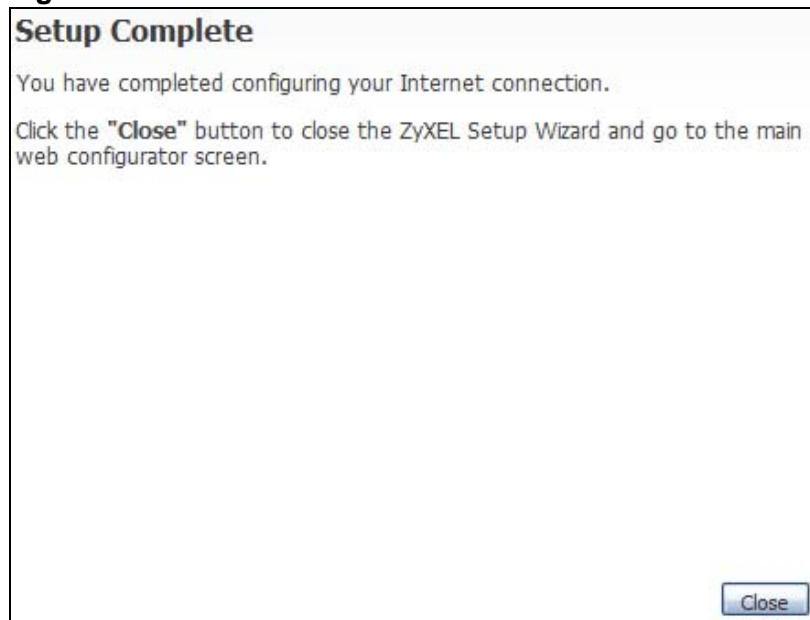 Setup Complete
You have completed configuring your Internet connection.
Click the "Close" button to close the ZyXEL Setup Wizard and go to the main
web configurator screen.
Close